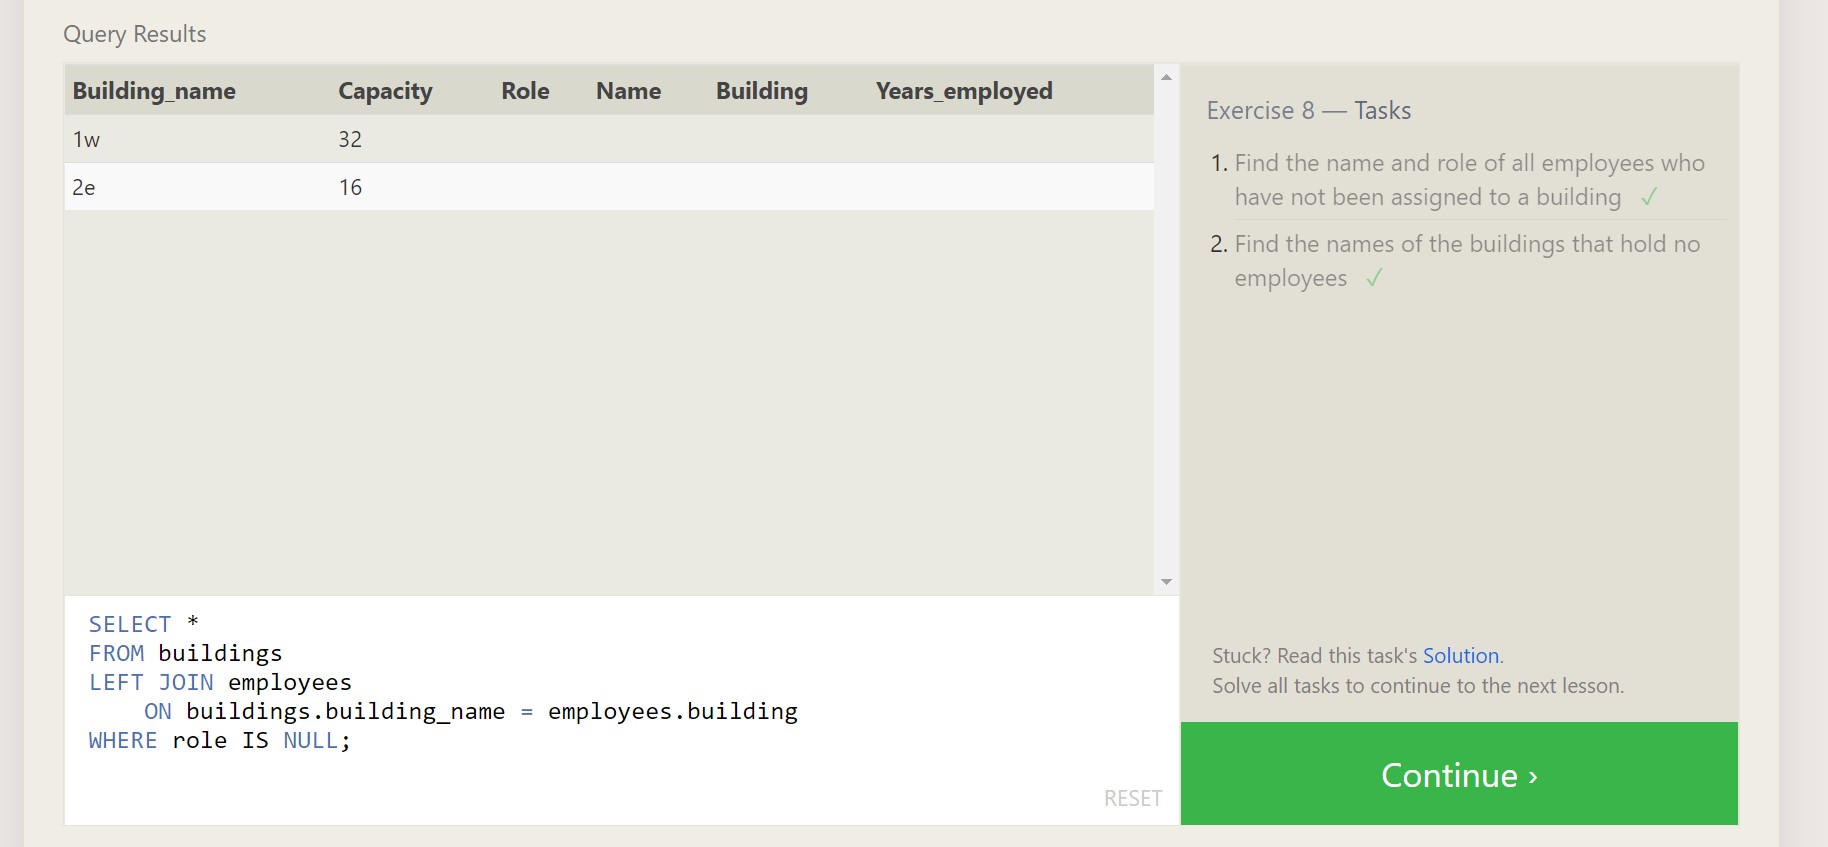 Query Results
Building_name Capacity Role Name Building Years_employed
1w 32
2e 16
SELECT *
FROM buildings
LEFT JOIN employees
    ON buildings.building_name = employees.building
WHERE role IS NULL;
RESET
Exercise 8 — Tasks
1. Find the name and role of all employees who
have not been assigned to a building ✓
2. Find the names of the buildings that hold no
employees ✓
Stuck? Read this task's Solution.
Solve all tasks to continue to the next lesson.
Continue ›